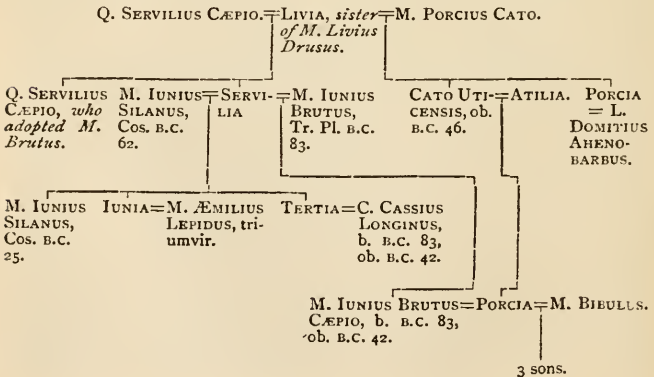 Q. SERVILIUS CÆPIO.=LIVIA, sister=M. PORCIUS CATO.
of M. Livius
Drusus.
Q. SERVILIUS
CÆPIO, who
adopted M.
Brutus.
M. IUNIUS=SERVI-=M. IUNIUS
SILANUS,
Cos. B.C.
62.
LIA
BRUTUS,
Tr. Pl. B.C.
83.
CATO UTI-=ATILIA.
CENSIS, ob.
B.C. 46.
PORCIA
= L.
DOMITIUS
AHENO-
BARBUS.
M. IUNIUS
SILANUS,
Cos. B.C.
25.
IUNIA=M. ÆMILIUS
LEPIDUS, tri-
umvir.
TERTIA=C. CASSIUS
LONGINUS,
b. B.C. 83,
ob. B.C. 42.
M. IUNIUS BRUTUS=PORCIA=M. BIBULLS.
CÆPIO, b. B.C. 83,
ob. B.C. 42.
3 sons.